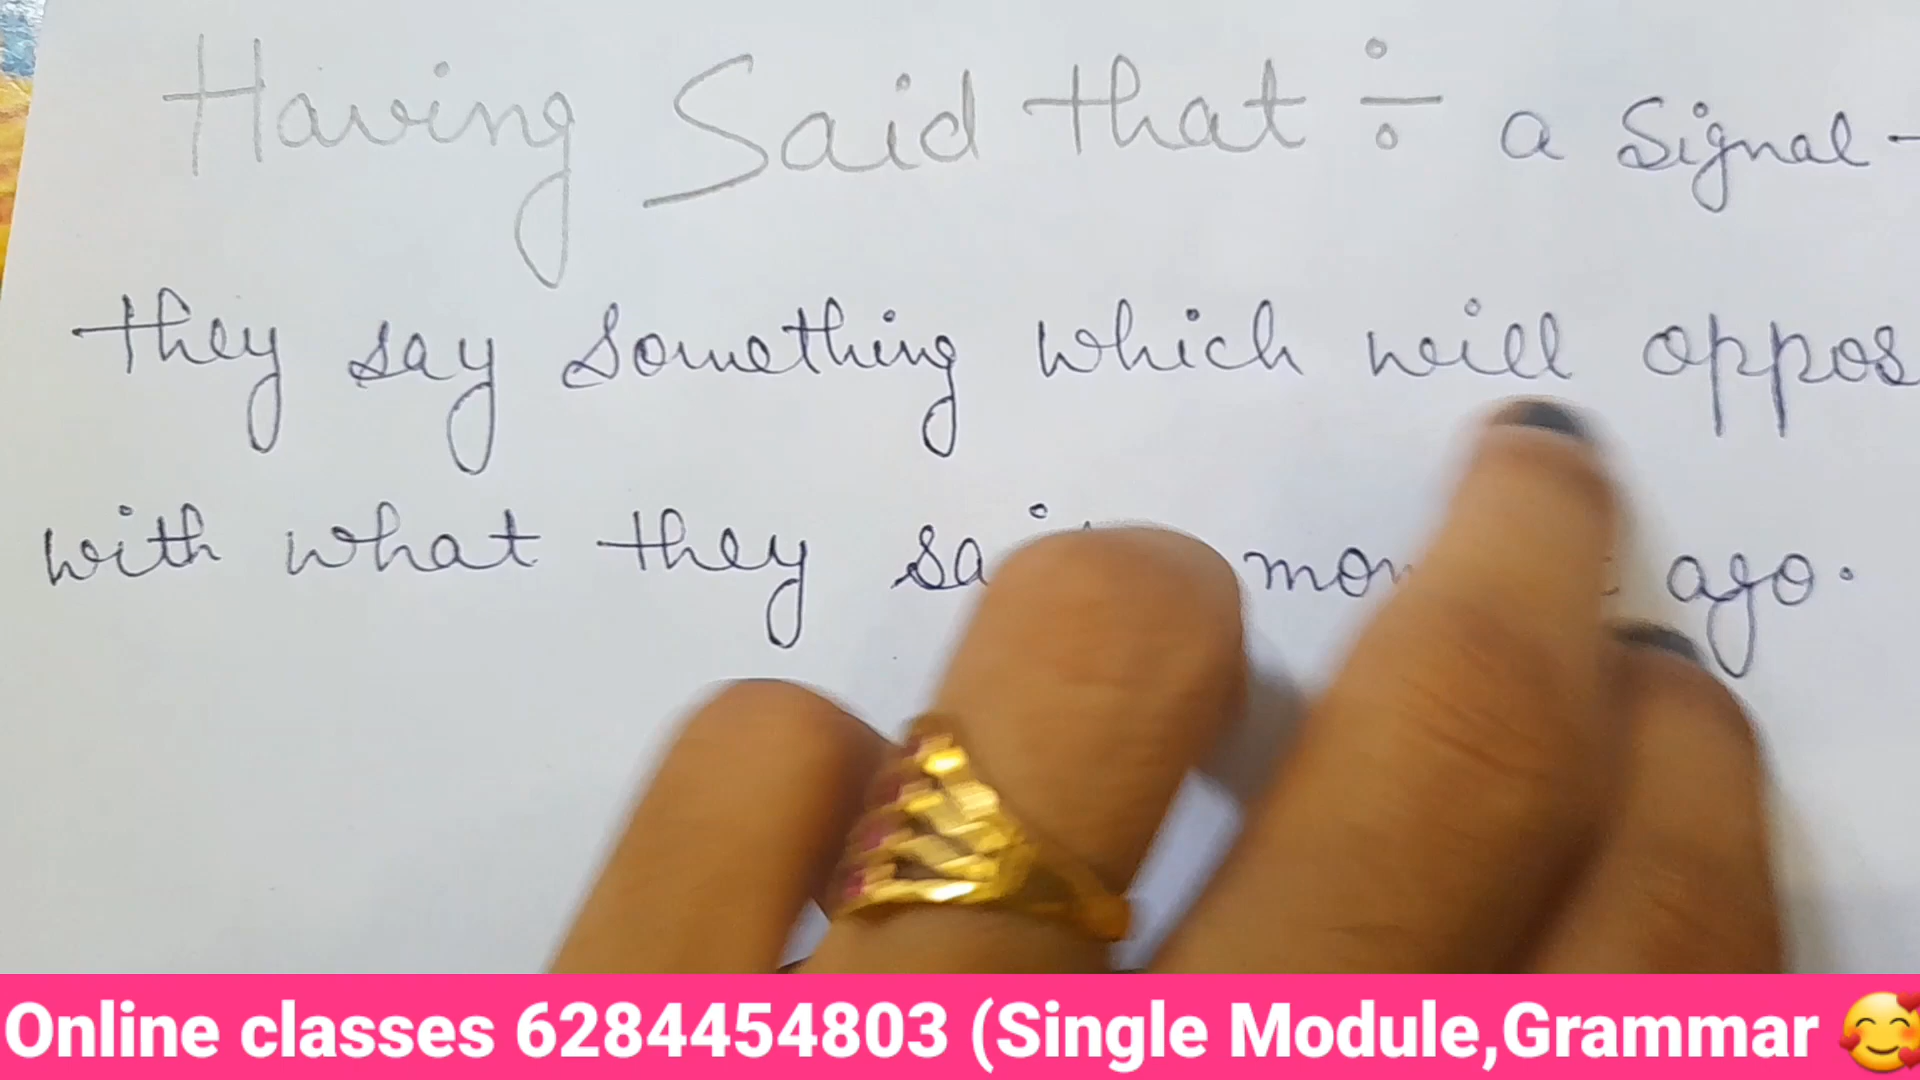 Having Said that ÷ a Signal -
they say something which will oppos
with what they ago.
Online classes 6284454803 (Single Module,Grammar 🥰